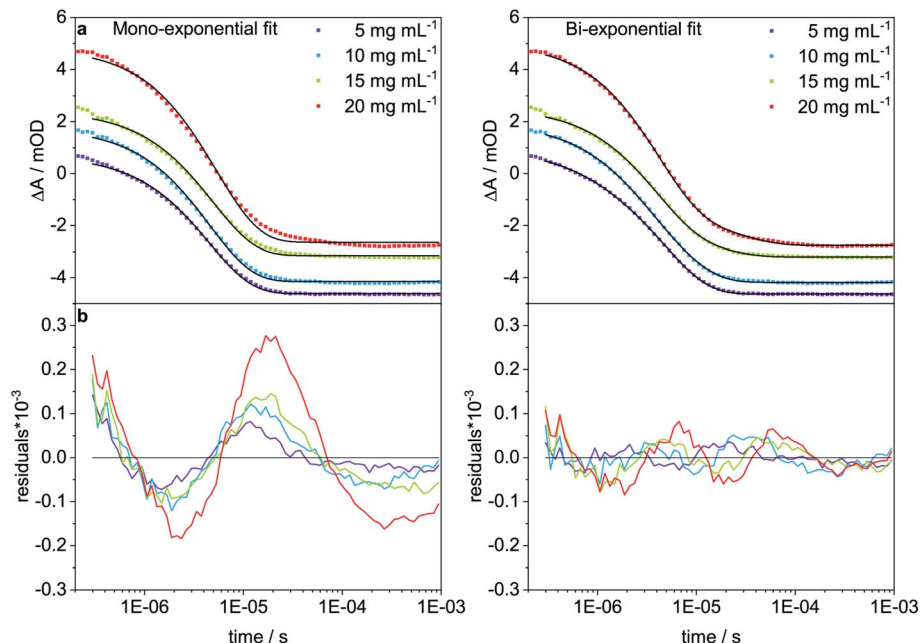 a Mono-exponential fit
5 mg mL⁻¹
10 mg mL⁻¹
15 mg mL⁻¹
20 mg mL⁻¹
6
4
2
0
-2
-4
ΔA / mOD
Bi-exponential fit
5 mg mL⁻¹
10 mg mL⁻¹
15 mg mL⁻¹
20 mg mL⁻¹
6
4
2
0
-2
-4
ΔA / mOD
b
0.3
0.2
0.1
0.0
-0.1
-0.2
-0.3
residuals*10⁻³
1E-06 1E-05 1E-04 1E-03
time / s
0.3
0.2
0.1
0.0
-0.1
-0.2
-0.3
residuals*10⁻³
1E-06 1E-05 1E-04 1E-03
time / s